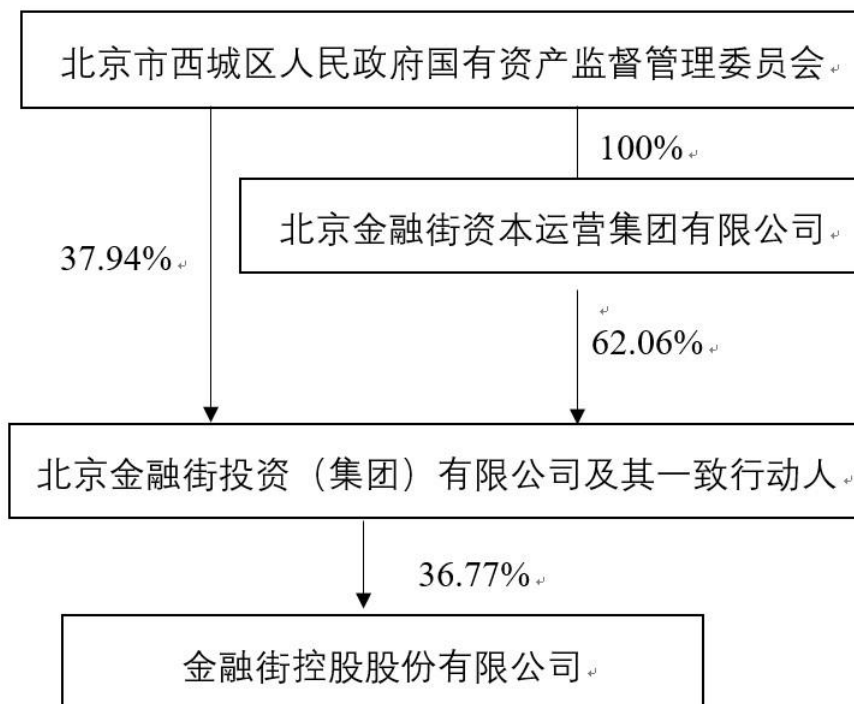 北京市西城区人民政府国有资产监督管理委员会
100%
北京金融街资本运营集团有限公司
37.94%
62.06%
北京金融街投资（集团）有限公司及其一致行动人
36.77%
金融街控股股份有限公司